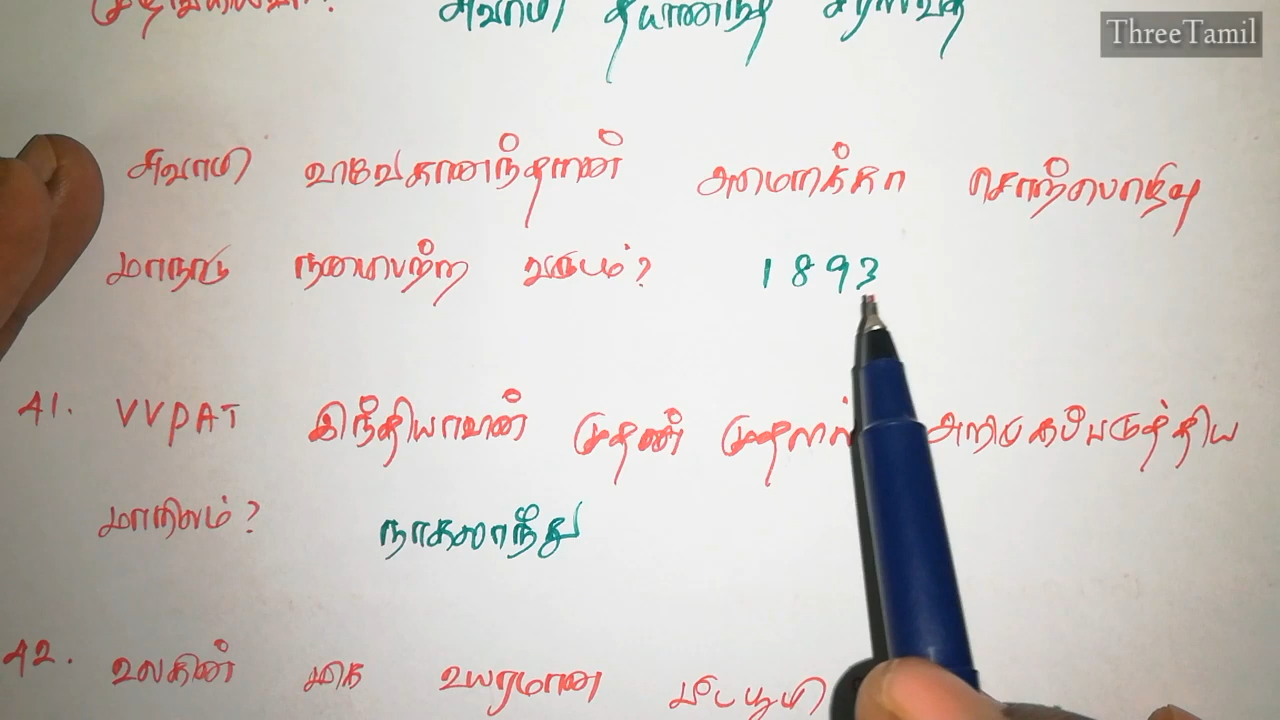 ThreeTamil
சுவாமி தயானந்த சரஸ்வதி
சுவாமி விவேகானந்தரின் அமெரிக்கா சொற்பொழிவு
மாநாடு நடைபெற்ற வருடம்? 1893
41. VVPAT இந்தியாவின் முதன் முதலில் அறிமுகப்படுத்திய
மாநிலம்? நாகலாந்து
42. உலகின் மிக உயரமான பீடபூமி